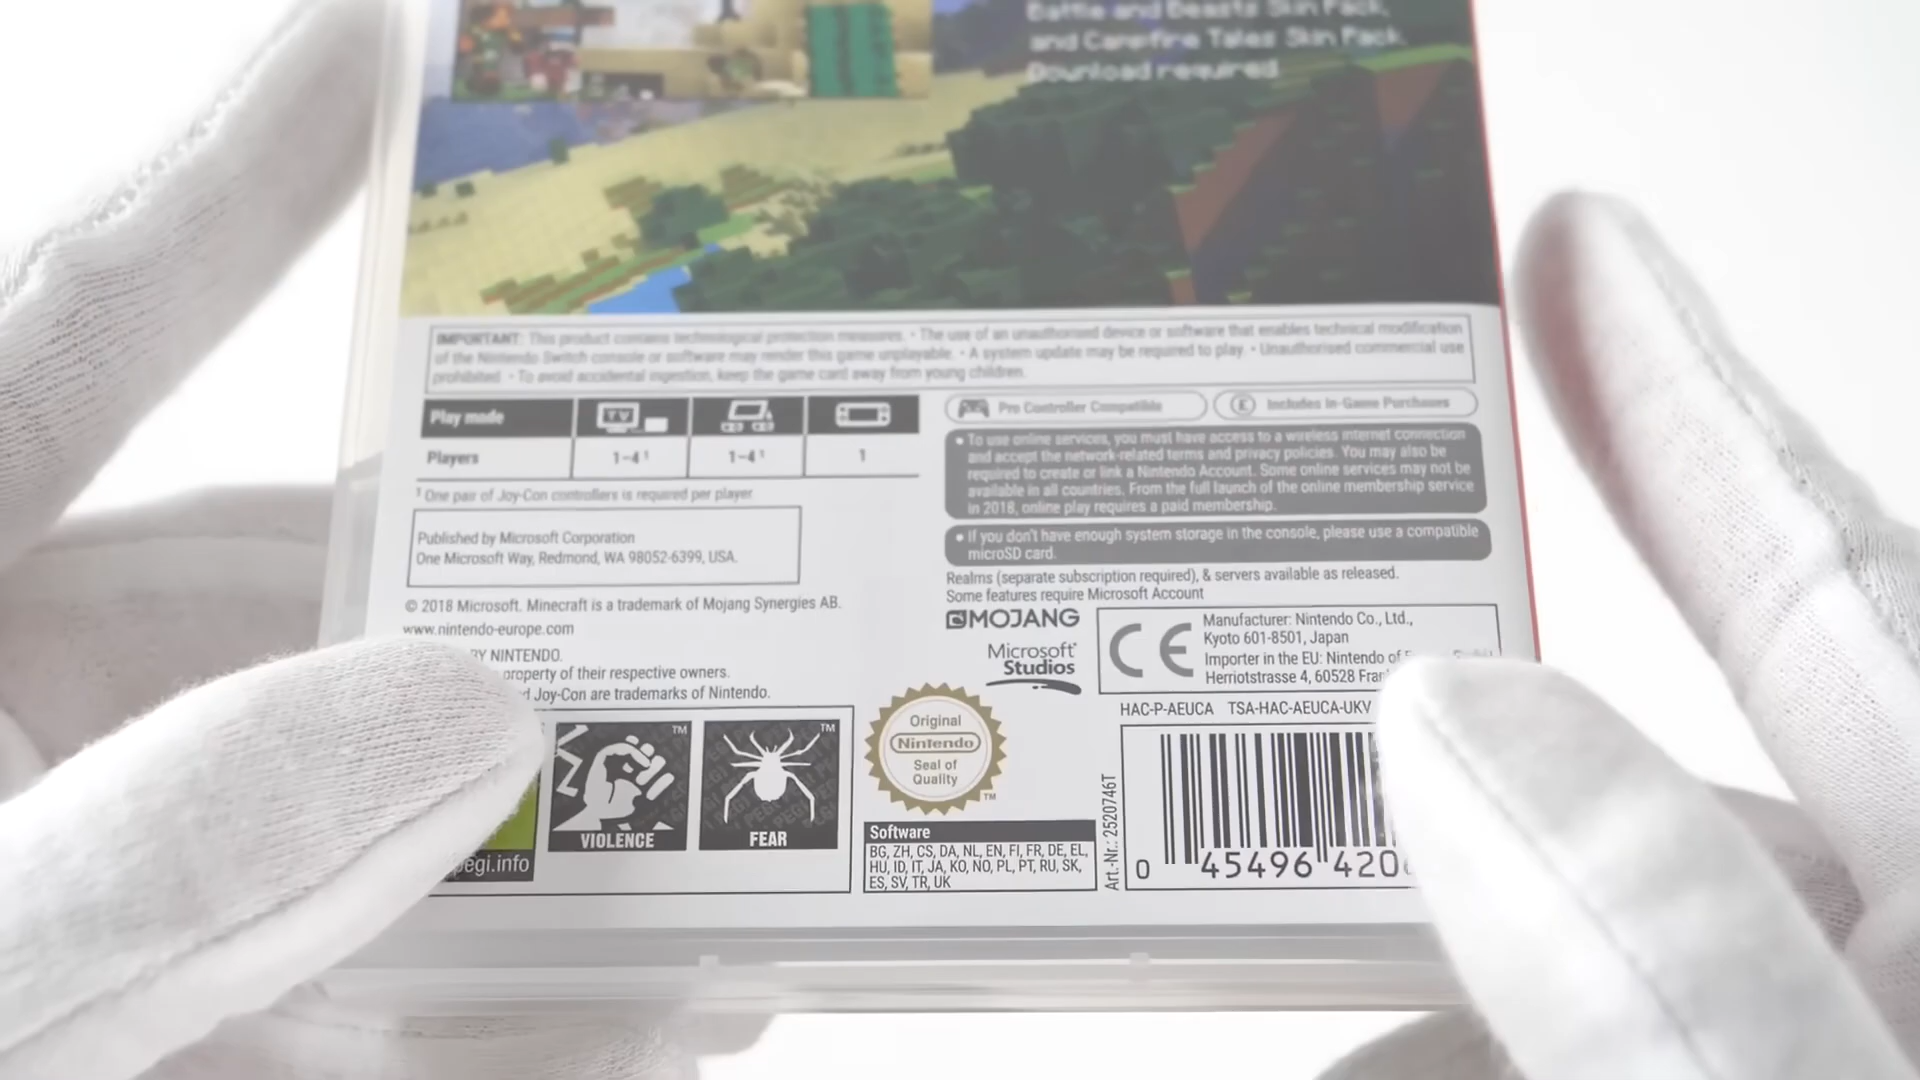 Battle and Beasts Skin Pack,
and Campfire Tales Skin Pack.
Download required.
IMPORTANT: This product contains technological protection measures. • The use of an unauthorised device or software that enables technical modification
of the Nintendo Switch console or software may render this game unplayable. • A system update may be required to play. • Unauthorised commercial use
prohibited. • To avoid accidental ingestion, keep the game card away from young children.
Play mode TV
Players 1-4¹ 1-4¹ 1
¹ One pair of Joy-Con controllers is required per player.
Published by Microsoft Corporation
One Microsoft Way, Redmond, WA 98052-6399, USA.
© 2018 Microsoft. Minecraft is a trademark of Mojang Synergies AB.
www.nintendo-europe.com
BY NINTENDO.
property of their respective owners.
Joy-Con are trademarks of Nintendo.
VIOLENCE ™
FEAR ™
pegi.info
Pro Controller Compatible
£ Includes In-Game Purchases
• To use online services, you must have access to a wireless internet connection
and accept the network-related terms and privacy policies. You may also be
required to create or link a Nintendo Account. Some online services may not be
available in all countries. From the full launch of the online membership service
in 2018, online play requires a paid membership.
• If you don't have enough system storage in the console, please use a compatible
microSD card.
Realms (separate subscription required), & servers available as released.
Some features require Microsoft Account
MOJANG
Microsoft®
Studios
CE
Manufacturer: Nintendo Co., Ltd.,
Kyoto 601-8501, Japan
Importer in the EU: Nintendo of
Herriotstrasse 4, 60528
HAC-P-AEUCA TSA-HAC-AEUCA-UKV
Original
Nintendo
Seal of
Quality
™
Software
BG, ZH, CS, DA, NL, EN, FI, FR, DE, EL,
HU, ID, IT, JA, KO, NO, PL, PT, RU, SK,
ES, SV, TR, UK
Art.-Nr.: 2520746T
0 45496 420